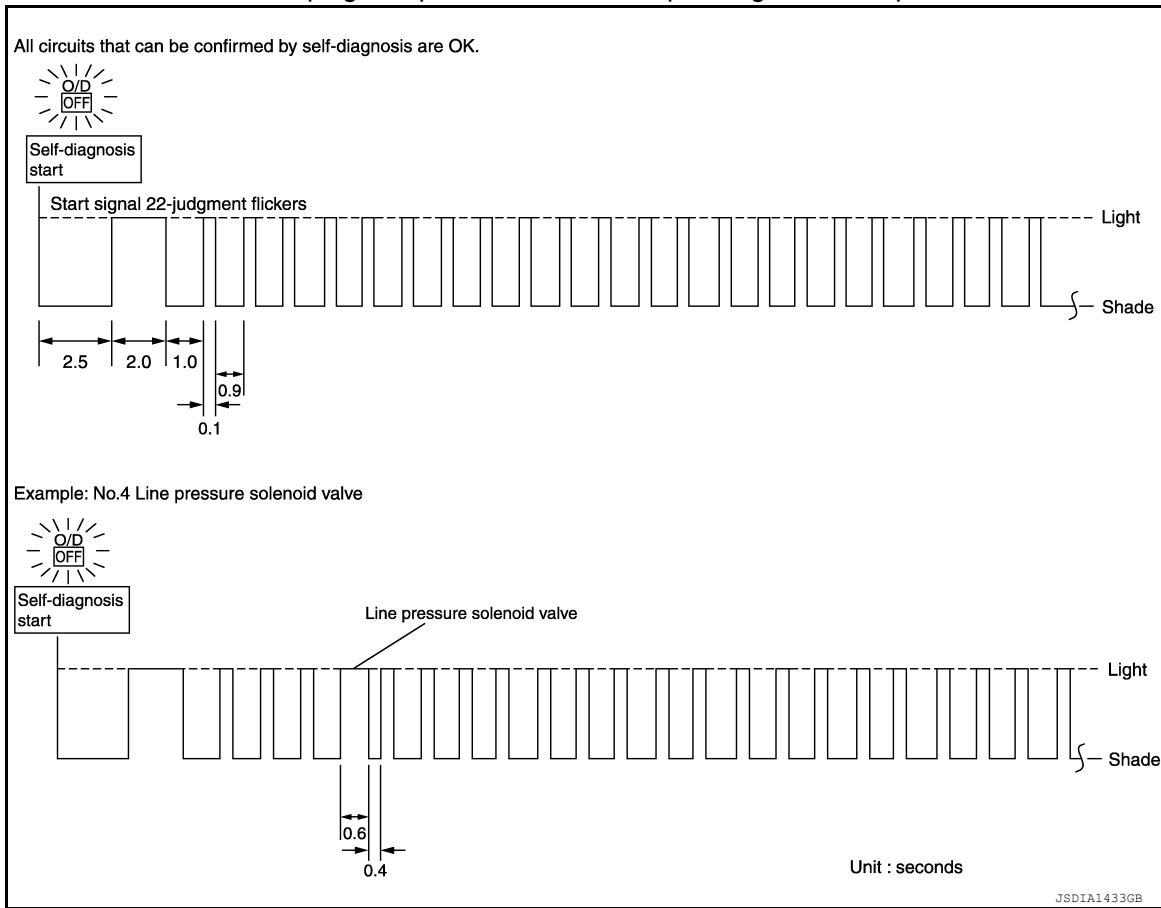 All circuits that can be confirmed by self-diagnosis are OK.
O/D
OFF
Self-diagnosis
start
Start signal 22-judgment flickers
Light
Shade
2.5
2.0
1.0
0.9
0.1
Example: No.4 Line pressure solenoid valve
O/D
OFF
Self-diagnosis
start
Line pressure solenoid valve
Light
Shade
0.6
0.4
Unit : seconds
JSDIA1433GB